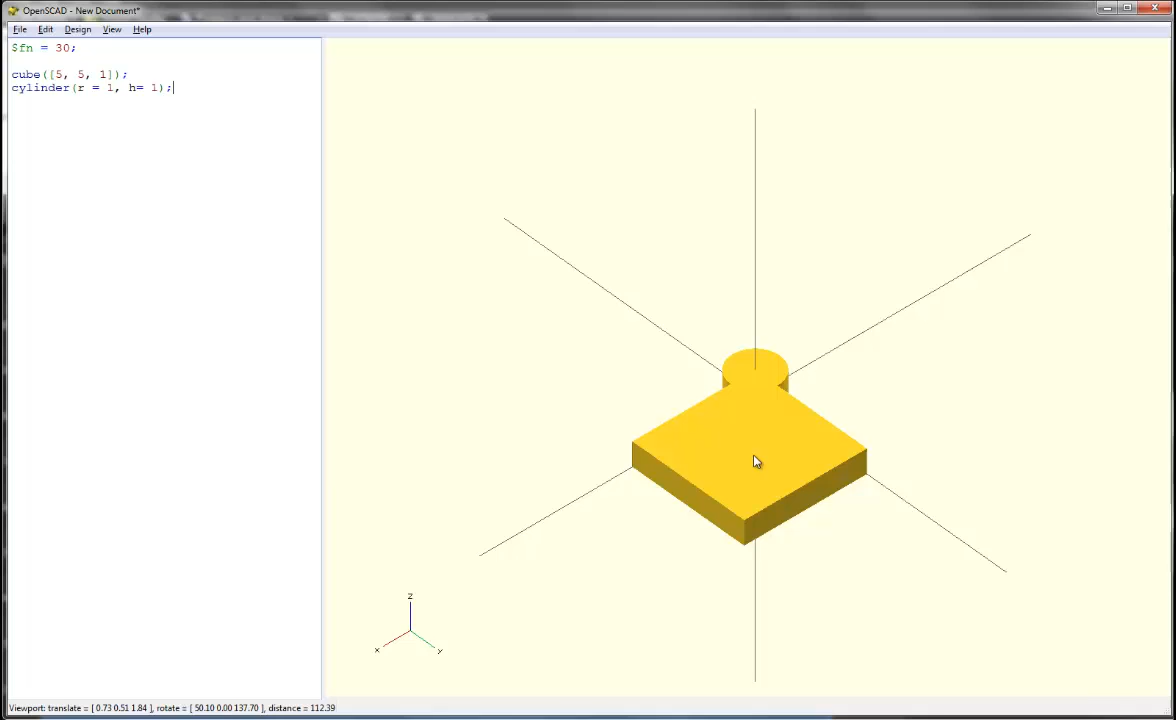 OpenSCAD - New Document*
File Edit Design View Help
$fn = 30;
cube([5, 5, 1]);
cylinder(r = 1, h= 1);
z
x
y
Viewport: translate = [ 0.73 0.51 1.84 ], rotate = [ 50.10 0.00 137.70 ], distance = 112.39